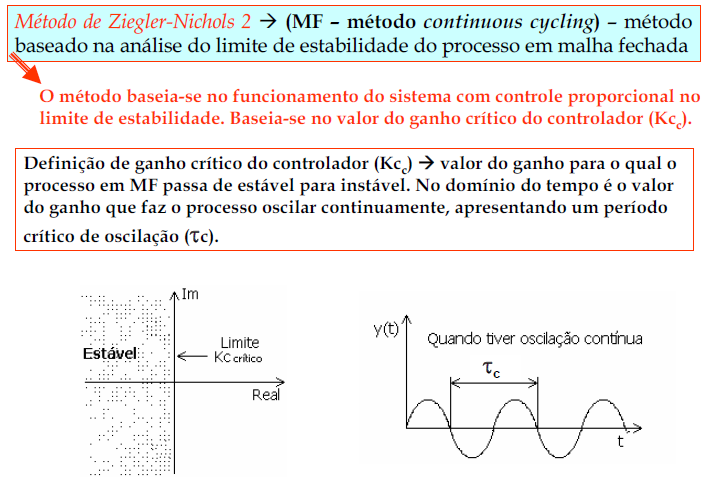 Método de Ziegler-Nichols 2 → (MF – método continuous cycling) – método
baseado na análise do limite de estabilidade do processo em malha fechada
O método baseia-se no funcionamento do sistema com controle proporcional no
limite de estabilidade. Baseia-se no valor do ganho crítico do controlador (Kcc).
Definição de ganho crítico do controlador (Kcc) → valor do ganho para o qual o
processo em MF passa de estável para instável. No domínio do tempo é o valor
do ganho que faz o processo oscilar continuamente, apresentando um período
crítico de oscilação (τc).
Im
Estável
Limite
Kc crítico
Real
y(t)
Quando tiver oscilação contínua
τc
t